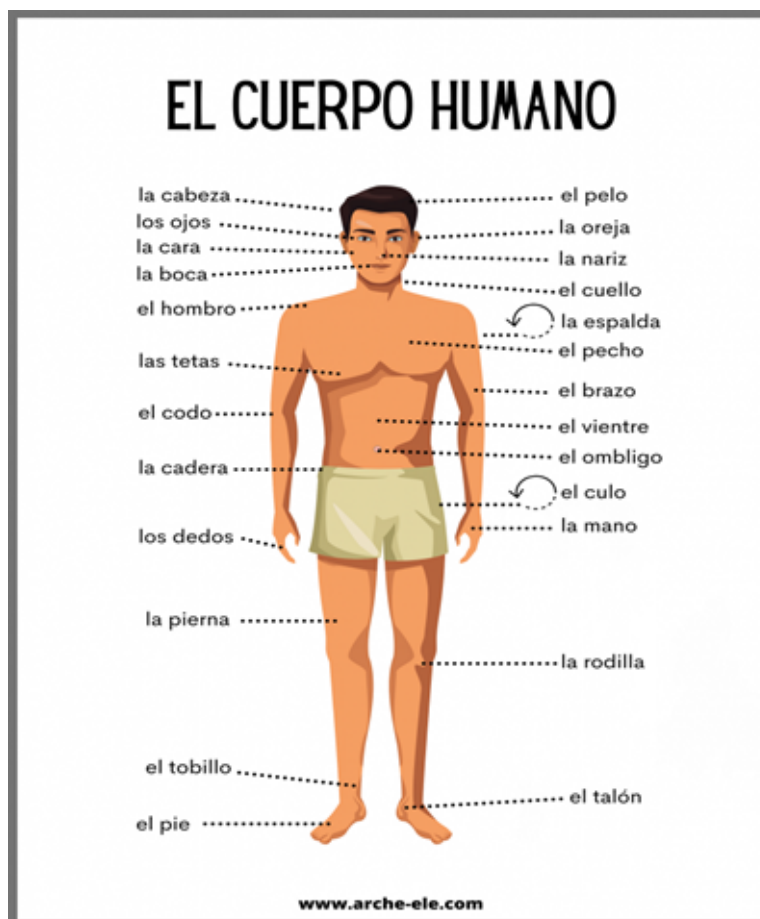 EL CUERPO HUMANO
la cabeza
los ojos
la cara
la boca
el hombro
las tetas
el codo
la cadera
los dedos
la pierna
el tobillo
el pie
el pelo
la oreja
la nariz
el cuello
la espalda
el pecho
el brazo
el vientre
el ombligo
el culo
la mano
la rodilla
el talón
www.arche-ele.com